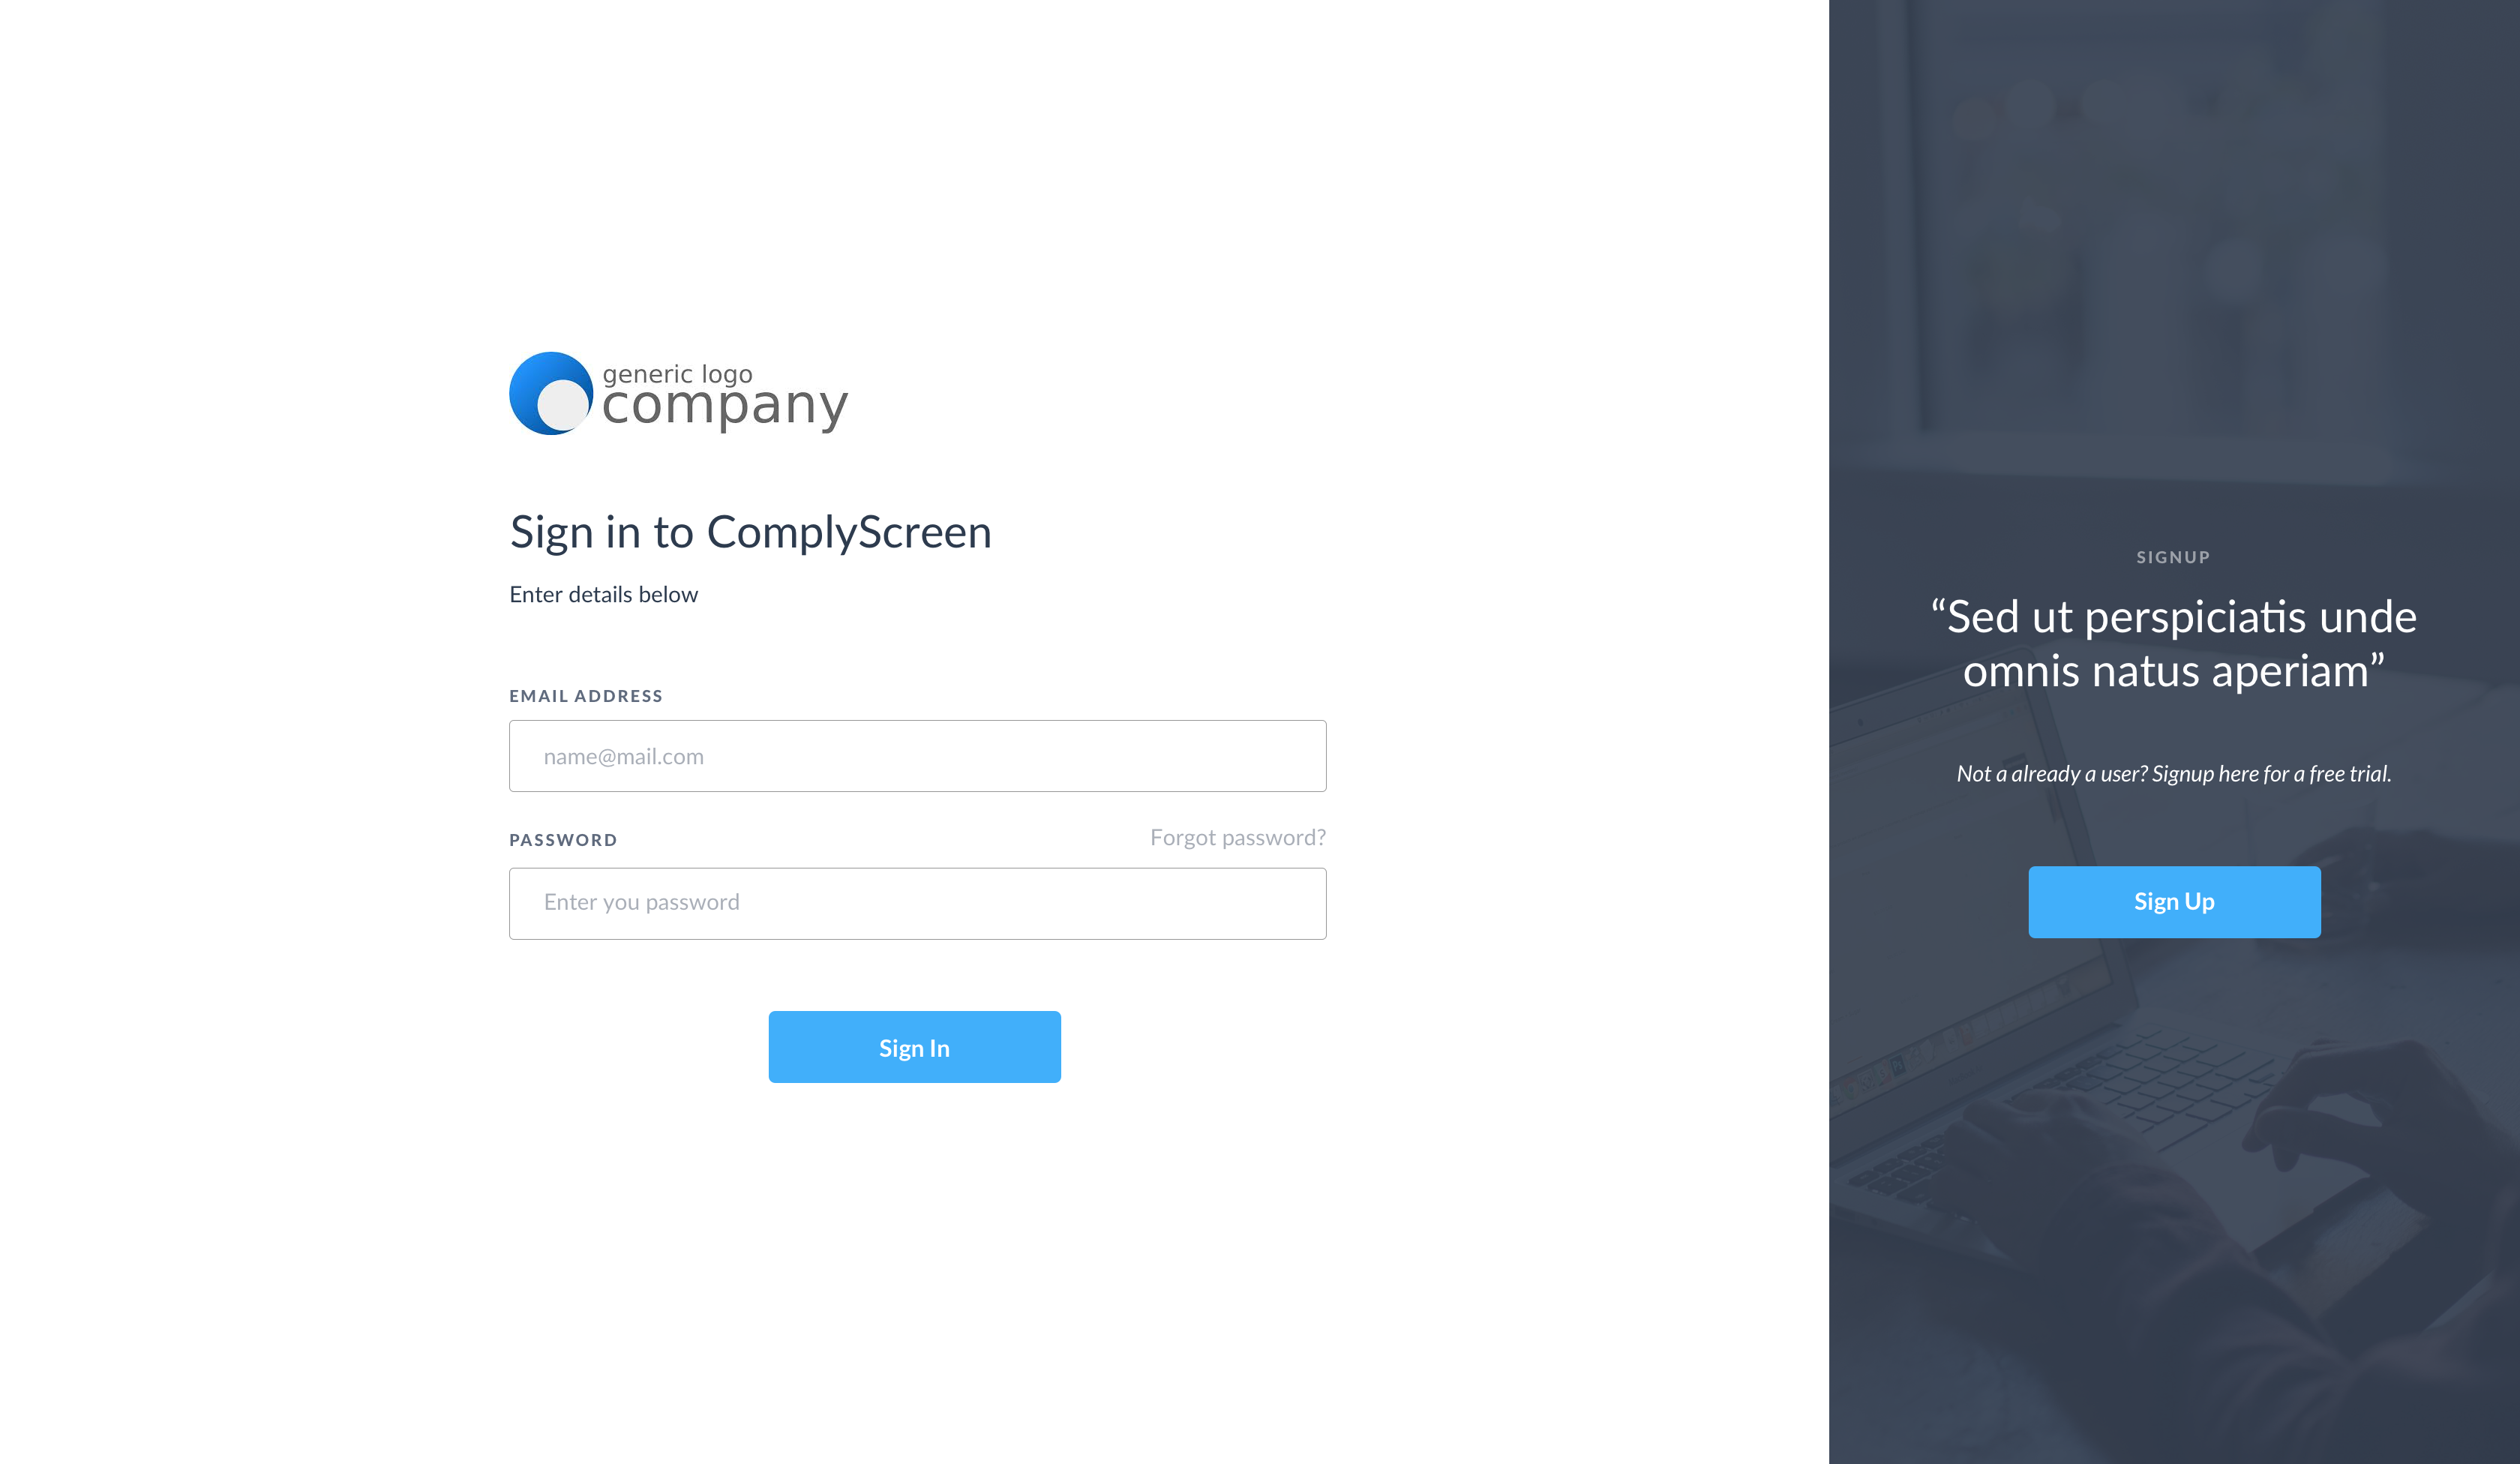 generic logo
company
Sign in to ComplyScreen
Enter details below
EMAIL ADDRESS
name@mail.com
PASSWORD
Forgot password?
Enter you password
Sign In
SIGNUP
“Sed ut perspiciatis unde
omnis natus aperiam”
Not a already a user? Signup here for a free trial.
Sign Up